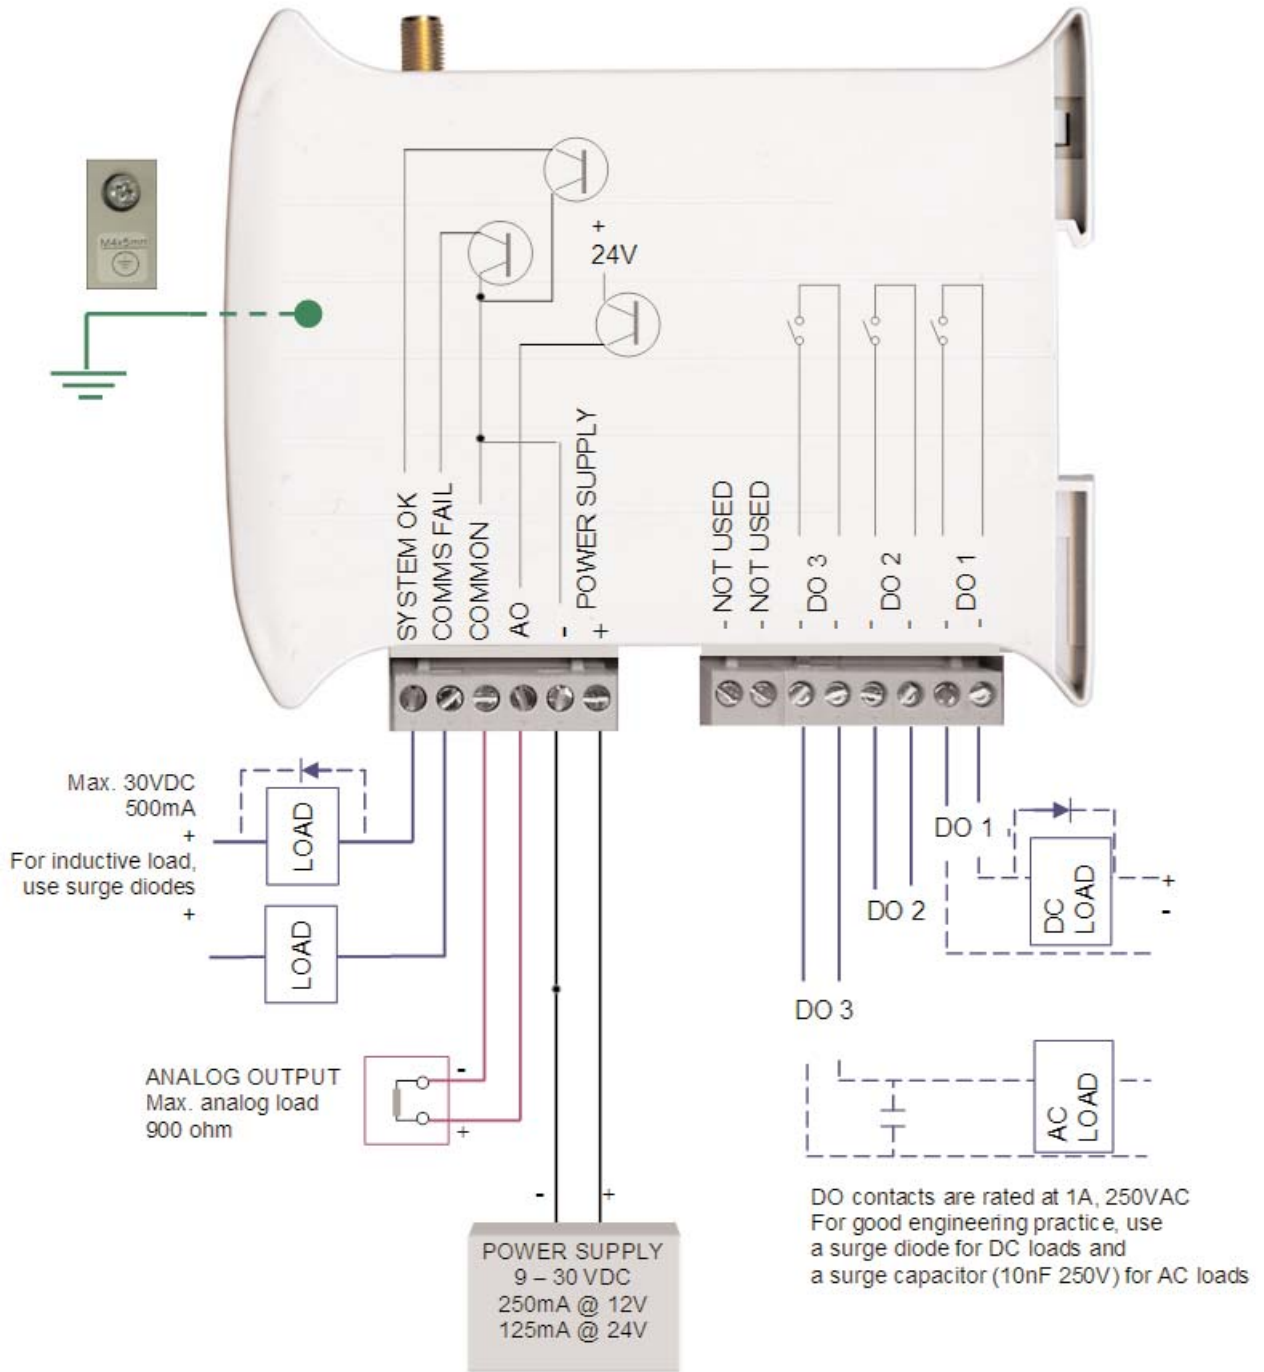 M4x5mm
+
24V
SYSTEM OK
COMMS FAIL
COMMON
AO
-
+ POWER SUPPLY
- NOT USED
- NOT USED
- DO 3 -
- DO 2 -
- DO 1 -
Max. 30VDC
500mA
+
For inductive load,
use surge diodes
+
LOAD
LOAD
DO 1
DO 2
DO 3
DC
LOAD
+
-
ANALOG OUTPUT
Max. analog load
900 ohm
-
+
AC
LOAD
-
+
POWER SUPPLY
9 – 30 VDC
250mA @ 12V
125mA @ 24V
DO contacts are rated at 1A, 250VAC
For good engineering practice, use
a surge diode for DC loads and
a surge capacitor (10nF 250V) for AC loads